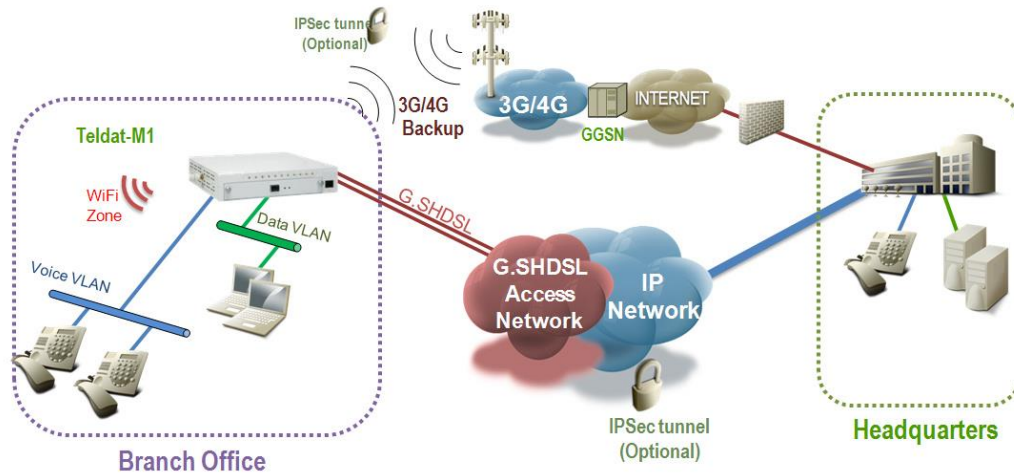 IPSec tunnel
(Optional)
3G/4G
Backup
3G/4G
GGSN
INTERNET
Teldat-M1
WiFi
Zone
Data VLAN
Voice VLAN
G.SHDSL
G.SHDSL
Access
Network
IP
Network
IPSec tunnel
(Optional)
Branch Office
Headquarters